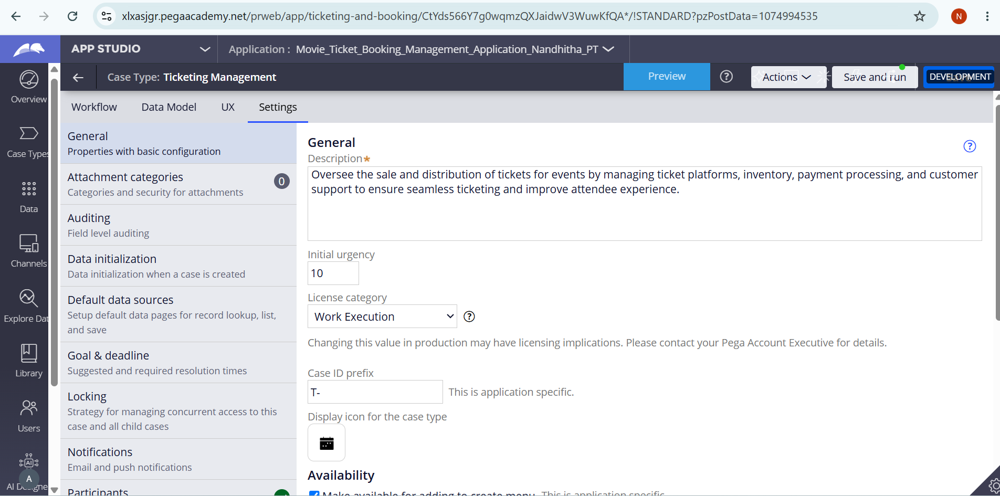 xlxasjgr.pegaacademy.net/prweb/app/ticketing-and-booking/CtYds566Y7g0wqmzQXJaidwV3WuwKfQA*/!STANDARD?pzPostData=1074994535
N
APP STUDIO
Application : Movie_Ticket_Booking_Management_Application_Nandhitha_PT
Case Type: Ticketing Management
Preview
?
Actions
Save and run
DEVELOPMENT
Overview
Case Types
Data
Channels
Explore Dat
Library
Users
AI
A
Workflow Data Model UX Settings
General
Properties with basic configuration
Attachment categories
Categories and security for attachments
0
Auditing
Field level auditing
Data initialization
Data initialization when a case is created
Default data sources
Setup default data pages for record lookup, list,
and save
Goal & deadline
Suggested and required resolution times
Locking
Strategy for managing concurrent access to this
case and all child cases
Notifications
Email and push notifications
Participants
General
?
Description*
Oversee the sale and distribution of tickets for events by managing ticket platforms, inventory, payment processing, and customer
support to ensure seamless ticketing and improve attendee experience.
Initial urgency
10
License category
Work Execution
?
Changing this value in production may have licensing implications. Please contact your Pega Account Executive for details.
Case ID prefix
T-
This is application specific.
Display icon for the case type
Availability
Make available for adding to create menu This is application specific